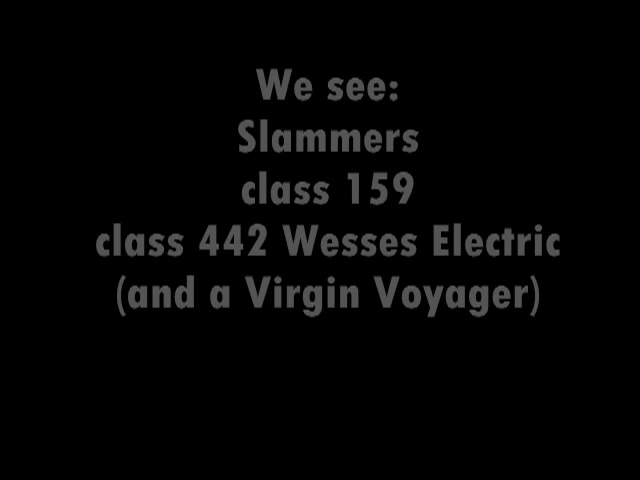 We see:
Slammers
class 159
class 442 Wesses Electric
(and a Virgin Voyager)